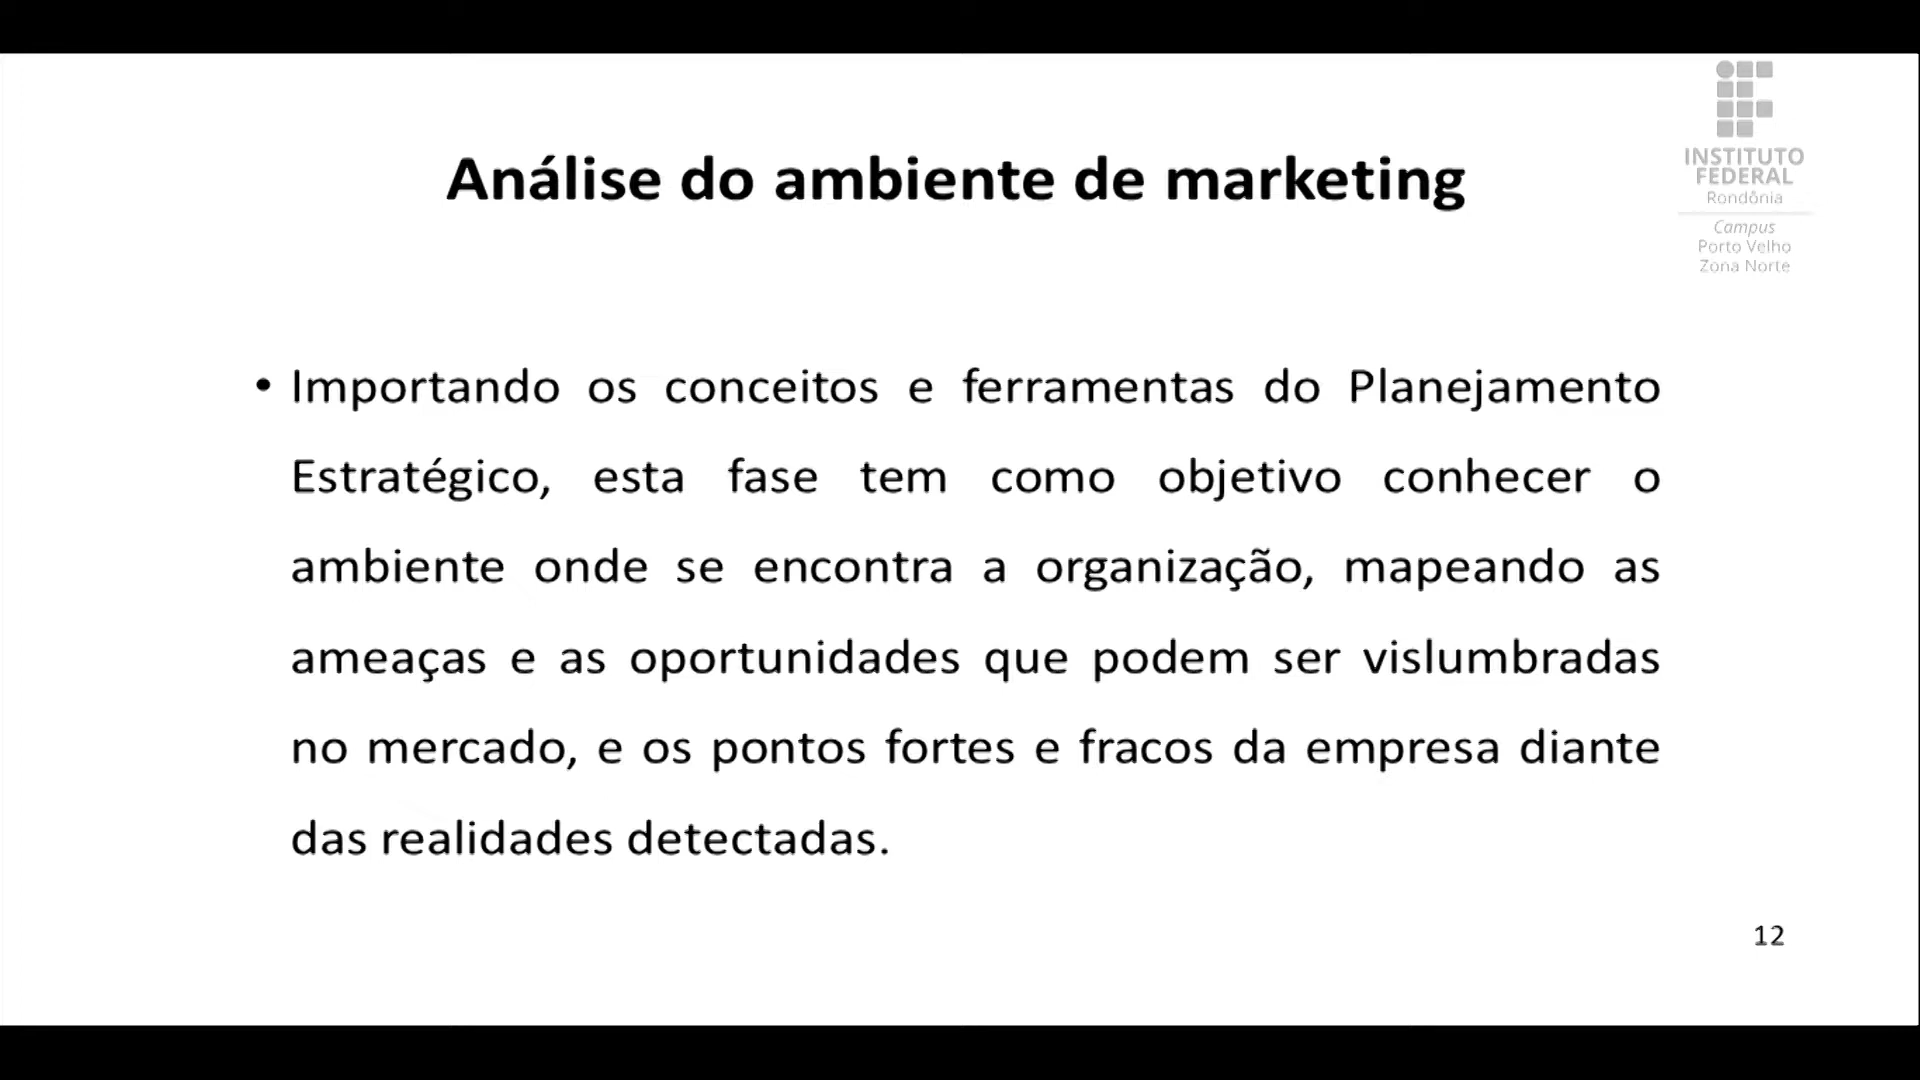 INSTITUTO
FEDERAL
Rondônia
Campus
Porto Velho
Zona Norte
Análise do ambiente de marketing
• Importando os conceitos e ferramentas do Planejamento
Estratégico, esta fase tem como objetivo conhecer o
ambiente onde se encontra a organização, mapeando as
ameaças e as oportunidades que podem ser vislumbradas
no mercado, e os pontos fortes e fracos da empresa diante
das realidades detectadas.
12